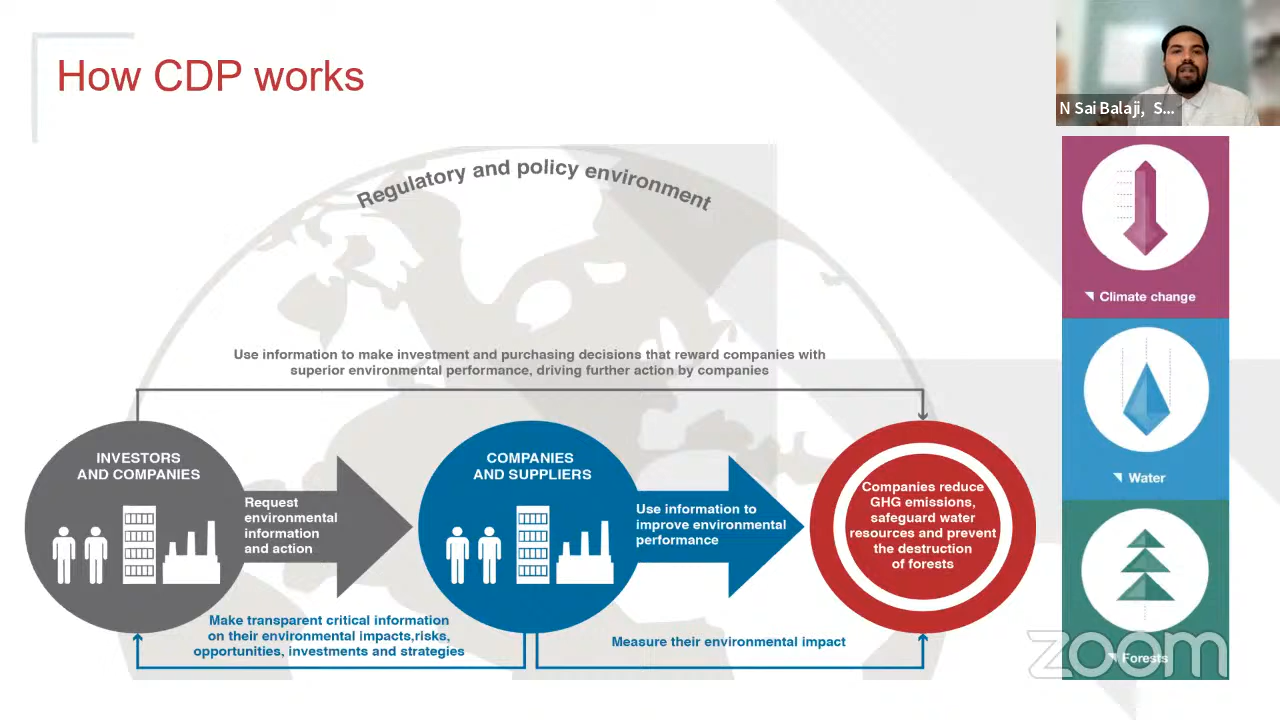 How CDP works
N Sai Balaji, S...
Regulatory and policy environment
Use information to make investment and purchasing decisions that reward companies with
superior environmental performance, driving further action by companies
INVESTORS
AND COMPANIES
Request
environmental
information
and action
COMPANIES
AND SUPPLIERS
Use information to
improve environmental
performance
Companies reduce
GHG emissions,
safeguard water
resources and prevent
the destruction
of forests
Make transparent critical information
on their environmental impacts,risks,
opportunities, investments and strategies
Measure their environmental impact
Climate change
Water
Forests
zoom